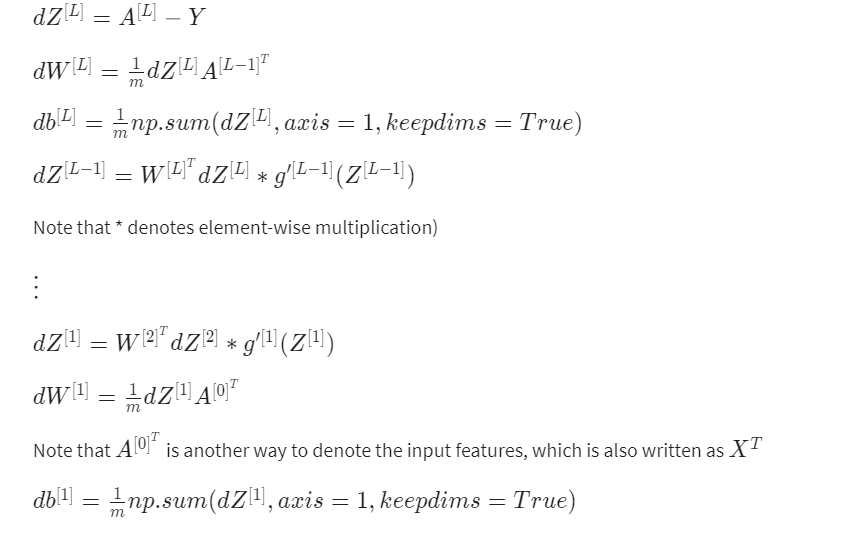 $dZ^{[L]} = A^{[L]} - Y$
$dW^{[L]} = \frac{1}{m} dZ^{[L]} A^{[L-1]^T}$
$db^{[L]} = \frac{1}{m} np.sum(dZ^{[L]}, axis = 1, keepdims = True)$
$dZ^{[L-1]} = W^{[L]^T} dZ^{[L]} * g'^{[L-1]}(Z^{[L-1]})$
Note that * denotes element-wise multiplication)
⋮
$dZ^{[1]} = W^{[2]^T} dZ^{[2]} * g'^{[1]}(Z^{[1]})$
$dW^{[1]} = \frac{1}{m} dZ^{[1]} A^{[0]^T}$
Note that $A^{[0]^T}$ is another way to denote the input features, which is also written as $X^T$
$db^{[1]} = \frac{1}{m} np.sum(dZ^{[1]}, axis = 1, keepdims = True)$